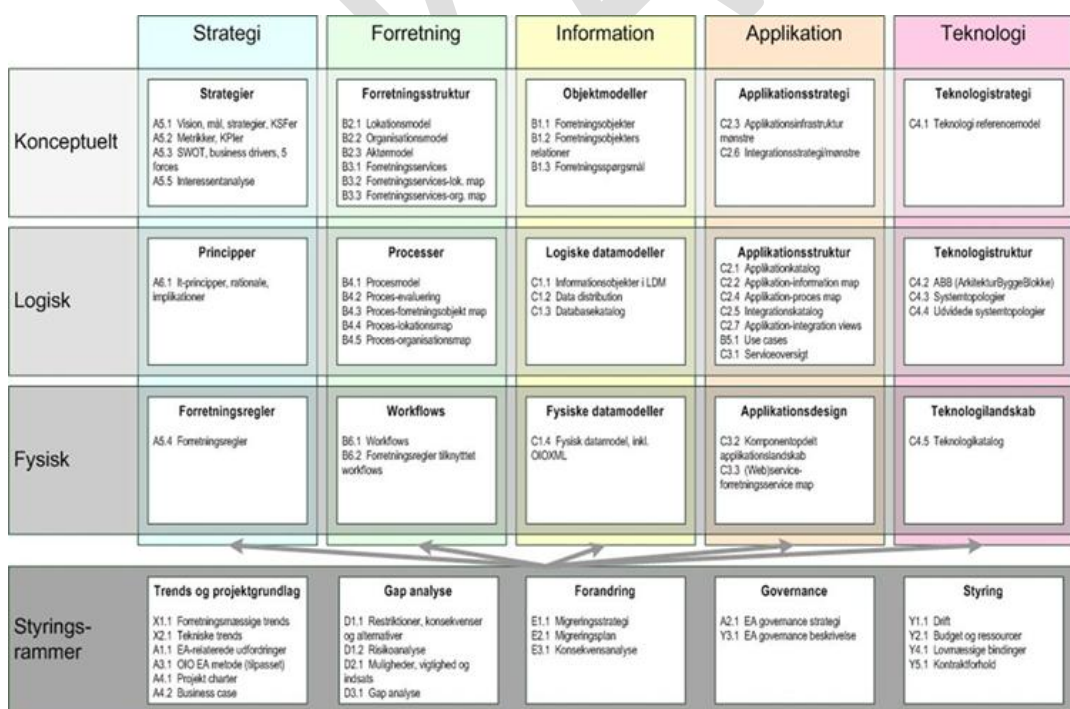 Strategi
Forretning
Information
Applikation
Teknologi
Konceptuelt
Strategier
A5.1 Vision, mål, strategier, KSFer
A5.2 Metrikker, KPIer
A5.3 SWOT, business drivers, 5
forces
A5.5 Interessentanalyse
Forretningsstruktur
B2.1 Lokationsmodel
B2.2 Organisationsmodel
B2.3 Aktørmodel
B3.1 Forretningsservices
B3.2 Forretningsservices-lok. map
B3.3 Forretningsservices-org. map
Objektmodeller
B1.1 Forretningsobjekter
B1.2 Forretningsobjekters
relationer
B1.3 Forretningsspørgsmål
Applikationsstrategi
C2.3 Applikationsinfrastruktur
mønstre
C2.6 Integrationsstrategi/mønstre
Teknologistrategi
C4.1 Teknologi referencemodel
Logisk
Principper
A6.1 It-principper, rationale,
implikationer
Processer
B4.1 Procesmodel
B4.2 Proces-evaluering
B4.3 Proces-forretningsobjekt map
B4.4 Proces-lokationsmap
B4.5 Proces-organisationsmap
Logiske datamodeller
C1.1 Informationsobjekter i LDM
C1.2 Data distribution
C1.3 Databasekatalog
Applikationsstruktur
C2.1 Applikationkatalog
C2.2 Applikation-information map
C2.4 Applikation-proces map
C2.5 Integrationskatalog
C2.7 Applikation-integration views
B5.1 Use cases
C3.1 Serviceoversigt
Teknologistruktur
C4.2 ABB (ArkitekturByggeBlokke)
C4.3 Systemtopologier
C4.4 Udvidede systemtopologier
Fysisk
Forretningsregler
A5.4 Forretningsregler
Workflows
B6.1 Workflows
B6.2 Forretningsregler tilknyttet
workflows
Fysiske datamodeller
C1.4 Fysisk datamodel, inkl.
OIOXML
Applikationsdesign
C3.2 Komponentopdelt
applikationslandskab
C3.3 (Web)service-
forretningsservice map
Teknologilandskab
C4.5 Teknologikatalog
Styrings-
rammer
Trends og projektgrundlag
X1.1 Forretningsmæssige trends
X2.1 Tekniske trends
A1.1 EA-relaterede udfordringer
A3.1 OIO EA metode (tilpasset)
A4.1 Projekt charter
A4.2 Business case
Gap analyse
D1.1 Restriktioner, konsekvenser
og alternativer
D1.2 Risikoanalyse
D2.1 Muligheder, vigtighed og
indsats
D3.1 Gap analyse
Forandring
E1.1 Migreringsstrategi
E2.1 Migreringsplan
E3.1 Konsekvensanalyse
Governance
A2.1 EA governance strategi
Y3.1 EA governance beskrivelse
Styring
Y1.1 Drift
Y2.1 Budget og ressourcer
Y4.1 Lovmæssige bindinger
Y5.1 Kontraktforhold